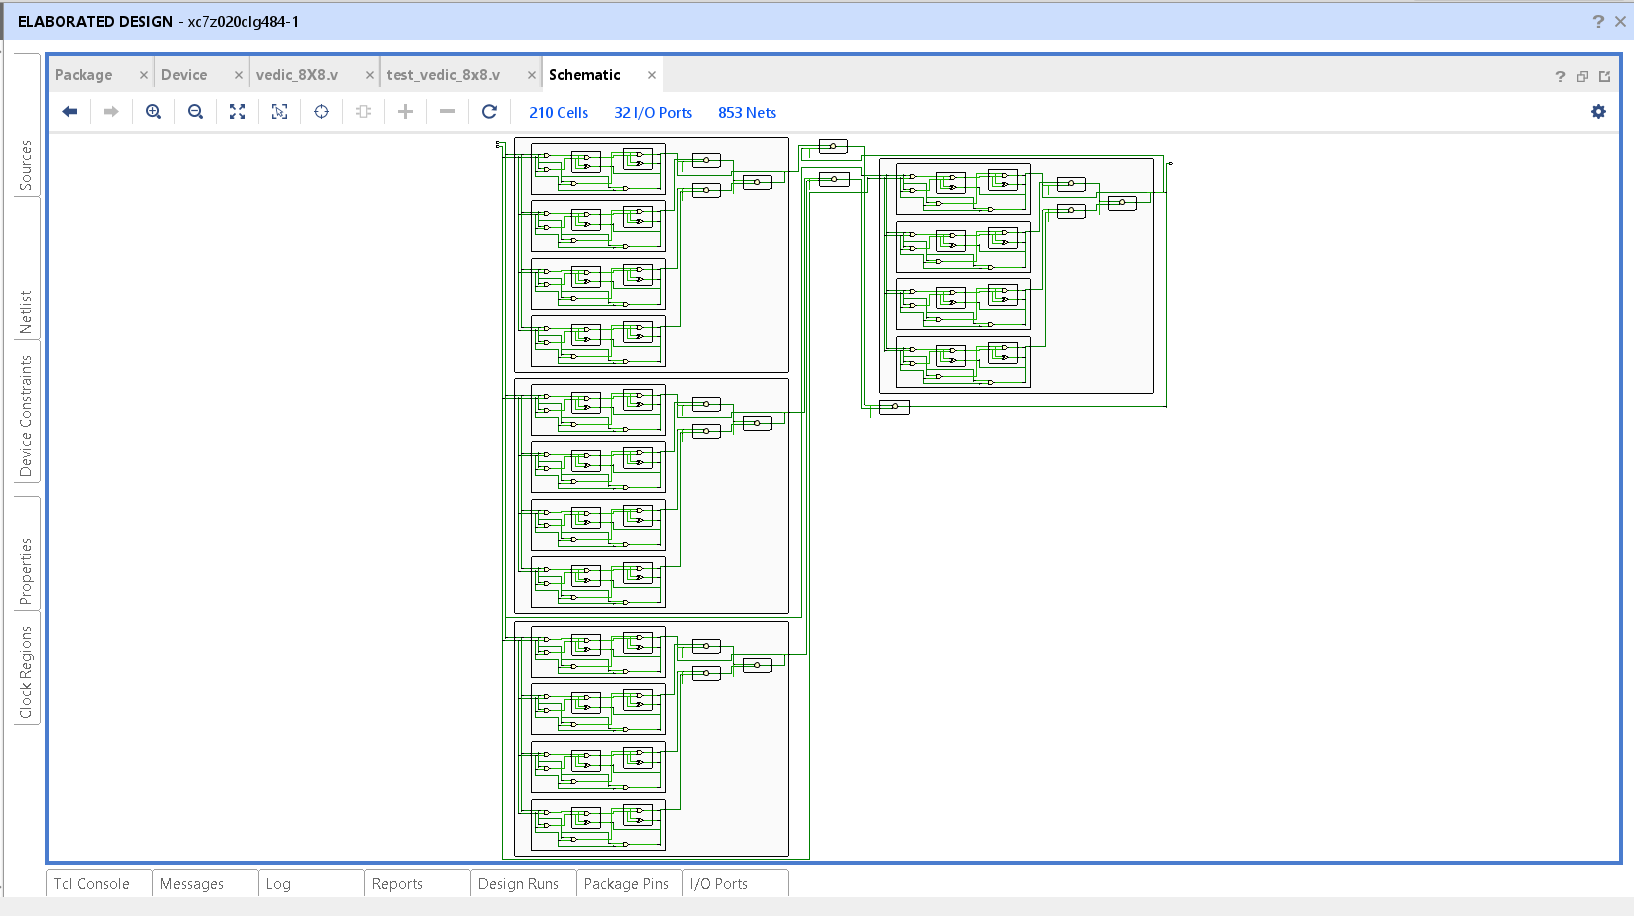 ELABORATED DESIGN - xc7z020clg484-1
Package
Device
vedic_8X8.v
test_vedic_8x8.v
Schematic
210 Cells
32 I/O Ports
853 Nets
Sources
Netlist
Device Constraints
Properties
Clock Regions
Tcl Console
Messages
Log
Reports
Design Runs
Package Pins
I/O Ports